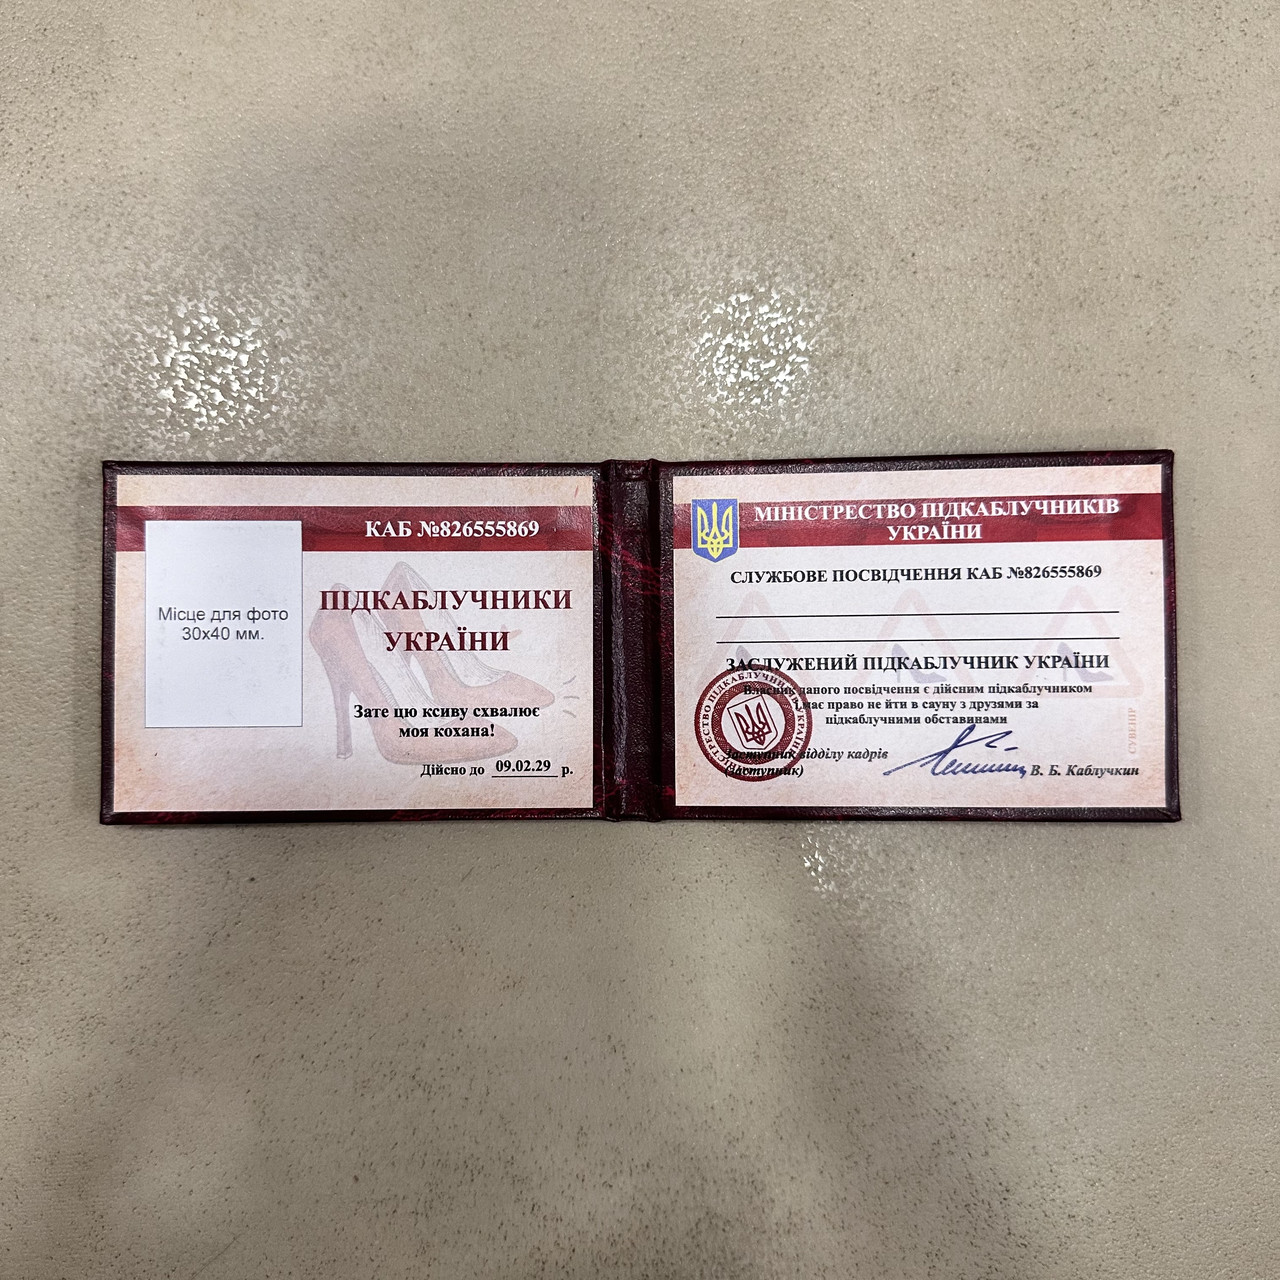 КАБ №826555869
Місце для фото
30х40 мм.
ПІДКАБЛУЧНИКИ
УКРАЇНИ
Зате цю ксиву схвалює
моя кохана!
Дійсно до 09.02.29 р.
МІНІСТРЕСТВО ПІДКАБЛУЧНИКІВ
УКРАЇНИ
СЛУЖБОВЕ ПОСВІДЧЕННЯ КАБ №826555869
ЗАСЛУЖЕНИЙ ПІДКАБЛУЧНИК УКРАЇНИ
Власник даного посвідчення є дійсним підкаблучником
і має право не йти в сауну з друзями за
підкаблучними обставинами
Заступник відділу кадрів
(заступник)
В. Б. Каблучкин
СУВЕНІР